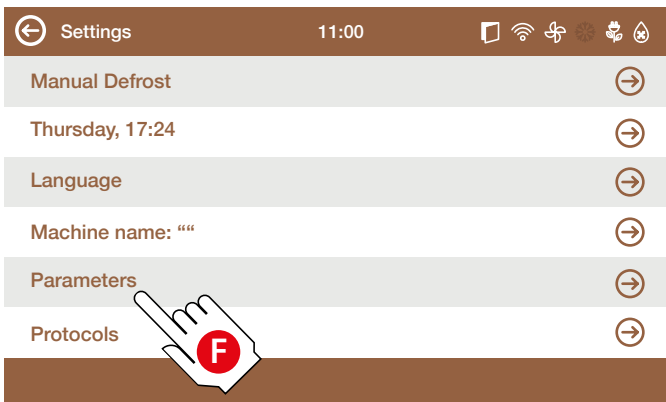 Settings 11:00
Manual Defrost
Thursday, 17:24
Language
Machine name: ““
Parameters
Protocols
F